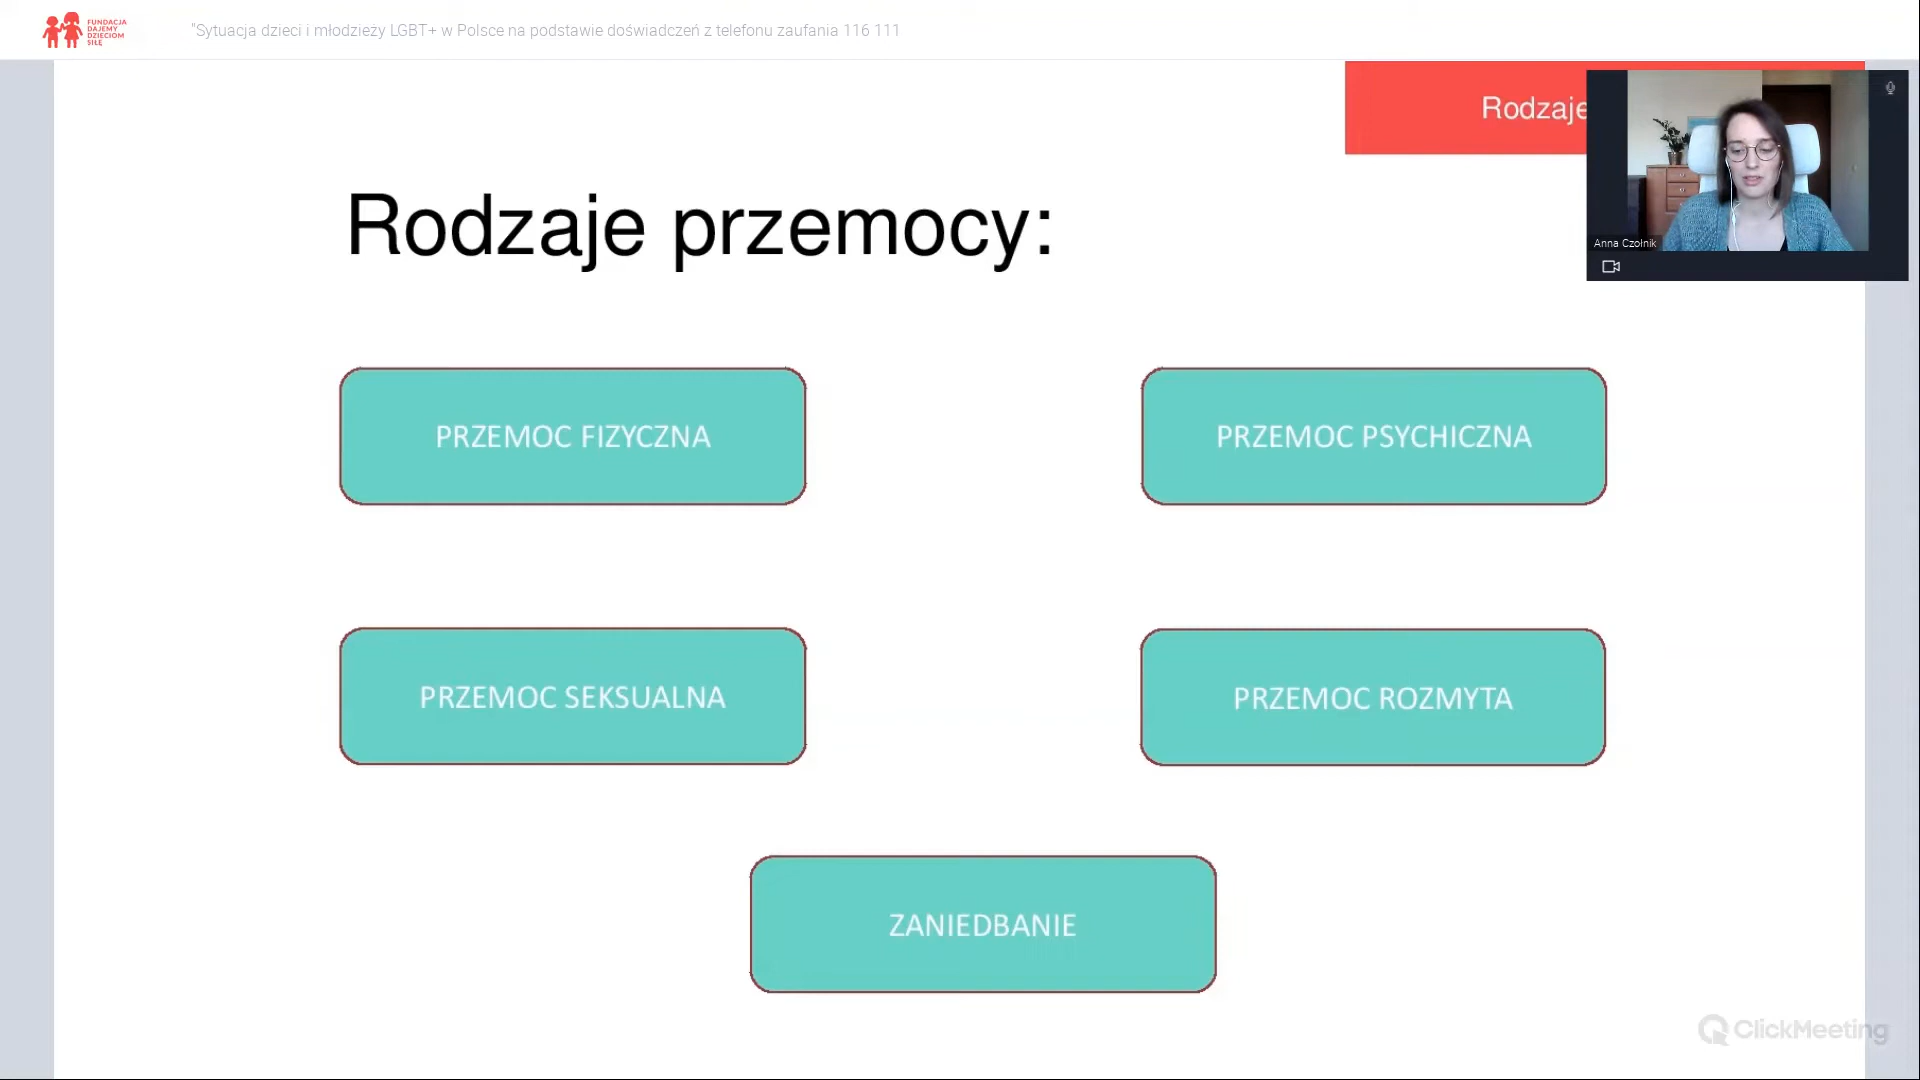 FUNDACJA
DAJEMY
DZIECIOM
SIŁĘ
"Sytuacja dzieci i młodzieży LGBT+ w Polsce na podstawie doświadczeń z telefonu zaufania 116 111
Rodzaje
Anna Czołnik
Rodzaje przemocy:
PRZEMOC FIZYCZNA
PRZEMOC PSYCHICZNA
PRZEMOC SEKSUALNA
PRZEMOC ROZMYTA
ZANIEDBANIE
ClickMeeting